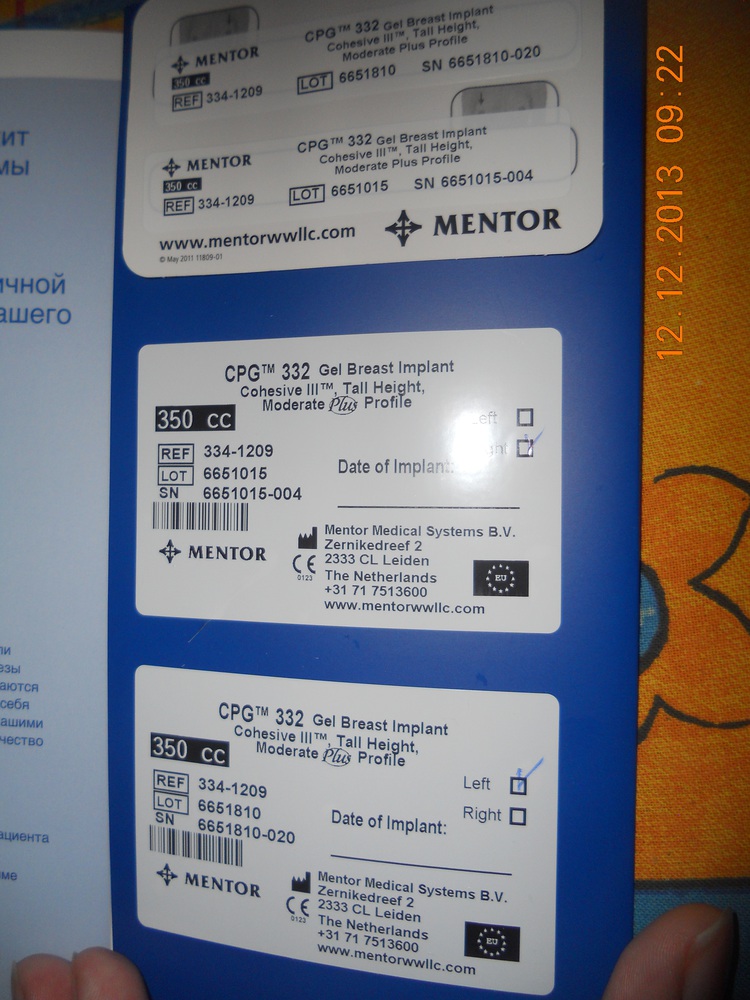 CPG™ 332 Gel Breast Implant
Cohesive III™, Tall Height,
Moderate Plus Profile
MENTOR
350 cc
REF 334-1209
LOT 6651810
SN 6651810-020
CPG™ 332 Gel Breast Implant
Cohesive III™, Tall Height,
Moderate Plus Profile
MENTOR
350 cc
REF 334-1209
LOT 6651015
SN 6651015-004
www.mentorwwllc.com
MENTOR
© May 2011 11809-01
CPG™ 332 Gel Breast Implant
Cohesive III™, Tall Height,
Moderate Plus Profile
350 cc
Left
REF 334-1209
LOT 6651015
SN 6651015-004
Date of Implant:
MENTOR
Mentor Medical Systems B.V.
Zernikedreef 2
2333 CL Leiden
The Netherlands
+31 71 7513600
www.mentorwwllc.com
CE
0123
EU
CPG™ 332 Gel Breast Implant
Cohesive III™, Tall Height,
Moderate Plus Profile
350 cc
Left
Right
REF 334-1209
LOT 6651810
SN 6651810-020
Date of Implant:
MENTOR
Mentor Medical Systems B.V.
Zernikedreef 2
2333 CL Leiden
The Netherlands
+31 71 7513600
www.mentorwwllc.com
CE
0123
EU
12.12.2013 09:22
ит
мы
ичной
ашего
ли
езы
аются
себя
ашими
чество
ациента
ме